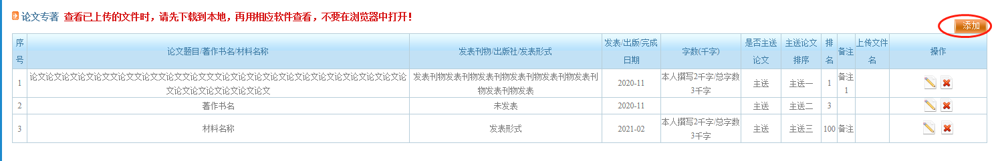 论文专著 查看已上传的文件时，请先下载到本地，再用相应软件查看，不要在浏览器中打开！
添加
序号 论文题目/著作书名/材料名称 发表刊物/出版社/发表形式 发表/出版/完成日期 字数(千字) 是否主送论文 主送论文排序 排名 备注 上传文件名 操作
1 论文论文论文论文论文论文论文论文论文论文论文论文论文论文论文论文论文论文论文论文论文论文论文论文论文论文论文论文论文论文 发表刊物发表刊物发表刊物发表刊物发表刊物发表刊物发表刊物发表 2020-11 本人撰写2千字/总字数3千字 主送 主送一 1 备注1
2 著作书名 未发表 2020-11 主送 主送二 3
3 材料名称 发表形式 2021-02 本人撰写2千字/总字数3千字 主送 主送三 100 备注